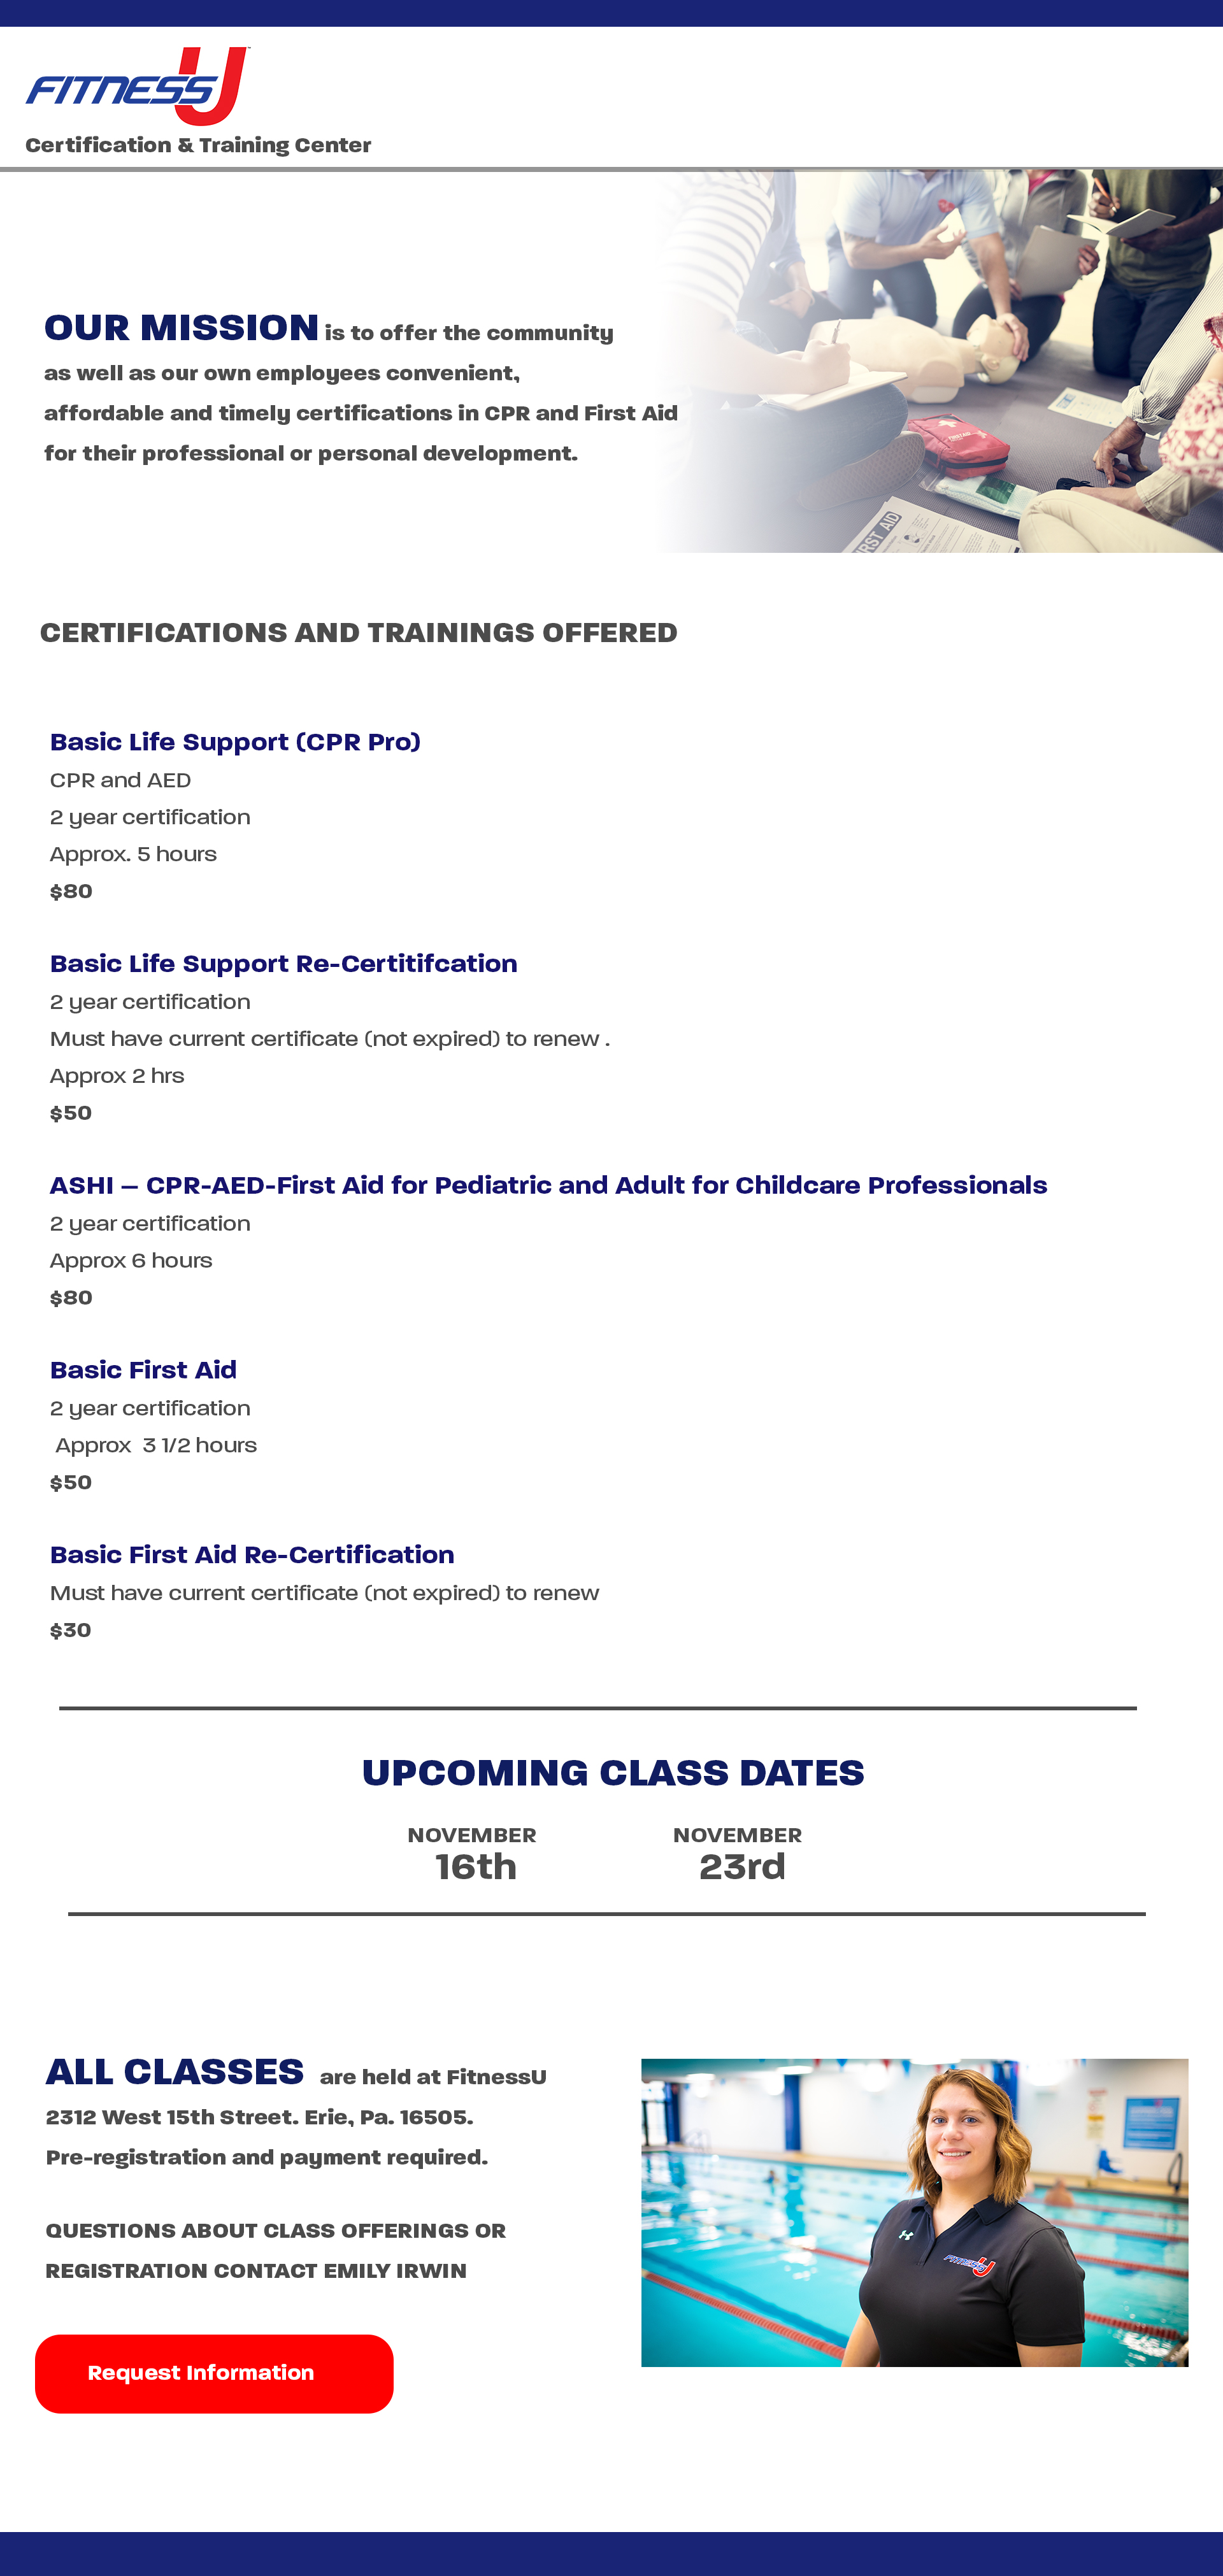 FITNESS U
Certification & Training Center
OUR MISSION is to offer the community
as well as our own employees convenient,
affordable and timely certifications in CPR and First Aid
for their professional or personal development.
FIRST AID
RST AID
CERTIFICATIONS AND TRAININGS OFFERED
Basic Life Support (CPR Pro)
CPR and AED
2 year certification
Approx. 5 hours
$80
Basic Life Support Re-Certitifcation
2 year certification
Must have current certificate (not expired) to renew .
Approx 2 hrs
$50
ASHI – CPR-AED-First Aid for Pediatric and Adult for Childcare Professionals
2 year certification
Approx 6 hours
$80
Basic First Aid
2 year certification
Approx 3 1/2 hours
$50
Basic First Aid Re-Certification
Must have current certificate (not expired) to renew
$30
UPCOMING CLASS DATES
NOVEMBER
16th
NOVEMBER
23rd
ALL CLASSES are held at FitnessU
2312 West 15th Street. Erie, Pa. 16505.
Pre-registration and payment required.
QUESTIONS ABOUT CLASS OFFERINGS OR
REGISTRATION CONTACT EMILY IRWIN
FITNESS U
Request Information